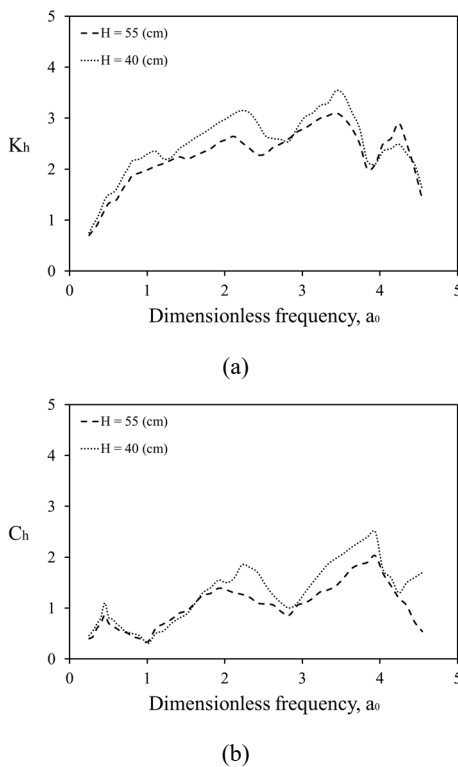 5
H = 55 (cm)
4
H = 40 (cm)
3
Kh
2
1
0
0 1 2 3 4 5
Dimensionless frequency, a0
(a)
5
H = 55 (cm)
4
H = 40 (cm)
3
Ch
2
1
0
0 1 2 3 4 5
Dimensionless frequency, a0
(b)